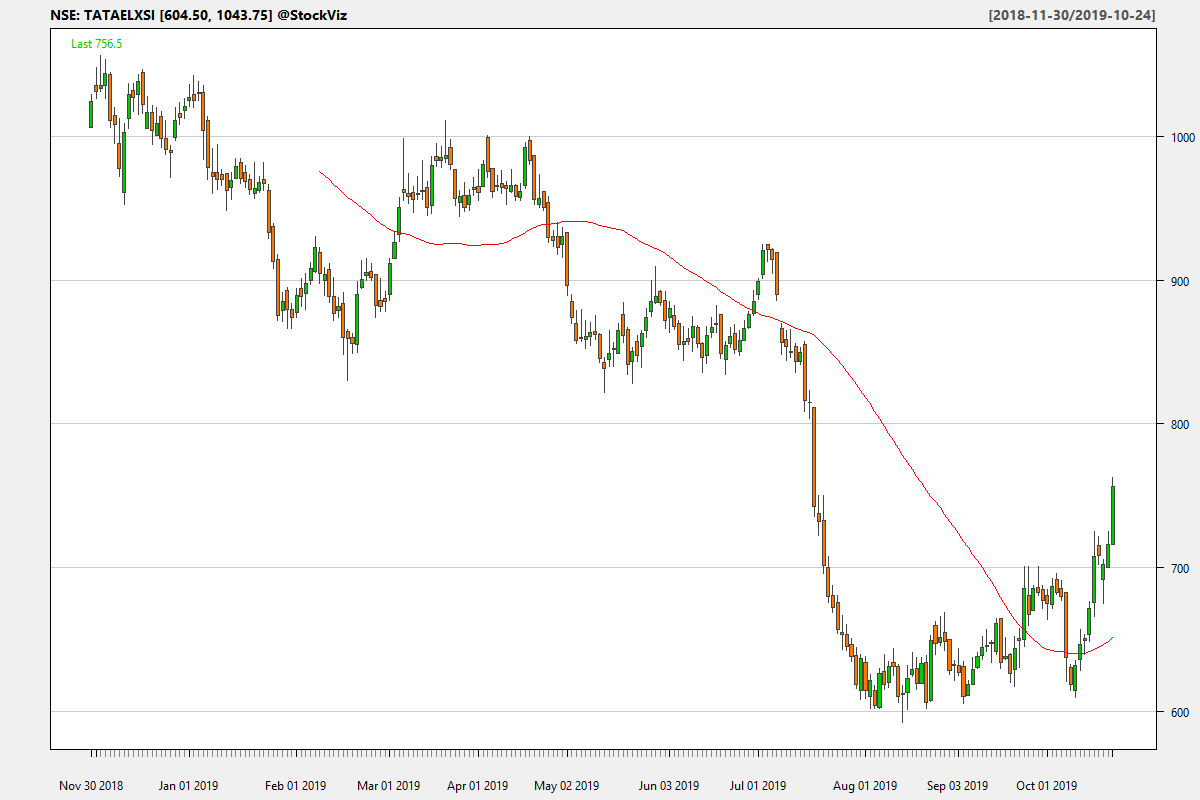 NSE: TATAELXSI [604.50, 1043.75] @StockViz
[2018-11-30/2019-10-24]
Last 756.5
1000
900
800
700
600
Nov 30 2018 Jan 01 2019 Feb 01 2019 Mar 01 2019 Apr 01 2019 May 02 2019 Jun 03 2019 Jul 01 2019 Aug 01 2019 Sep 03 2019 Oct 01 2019